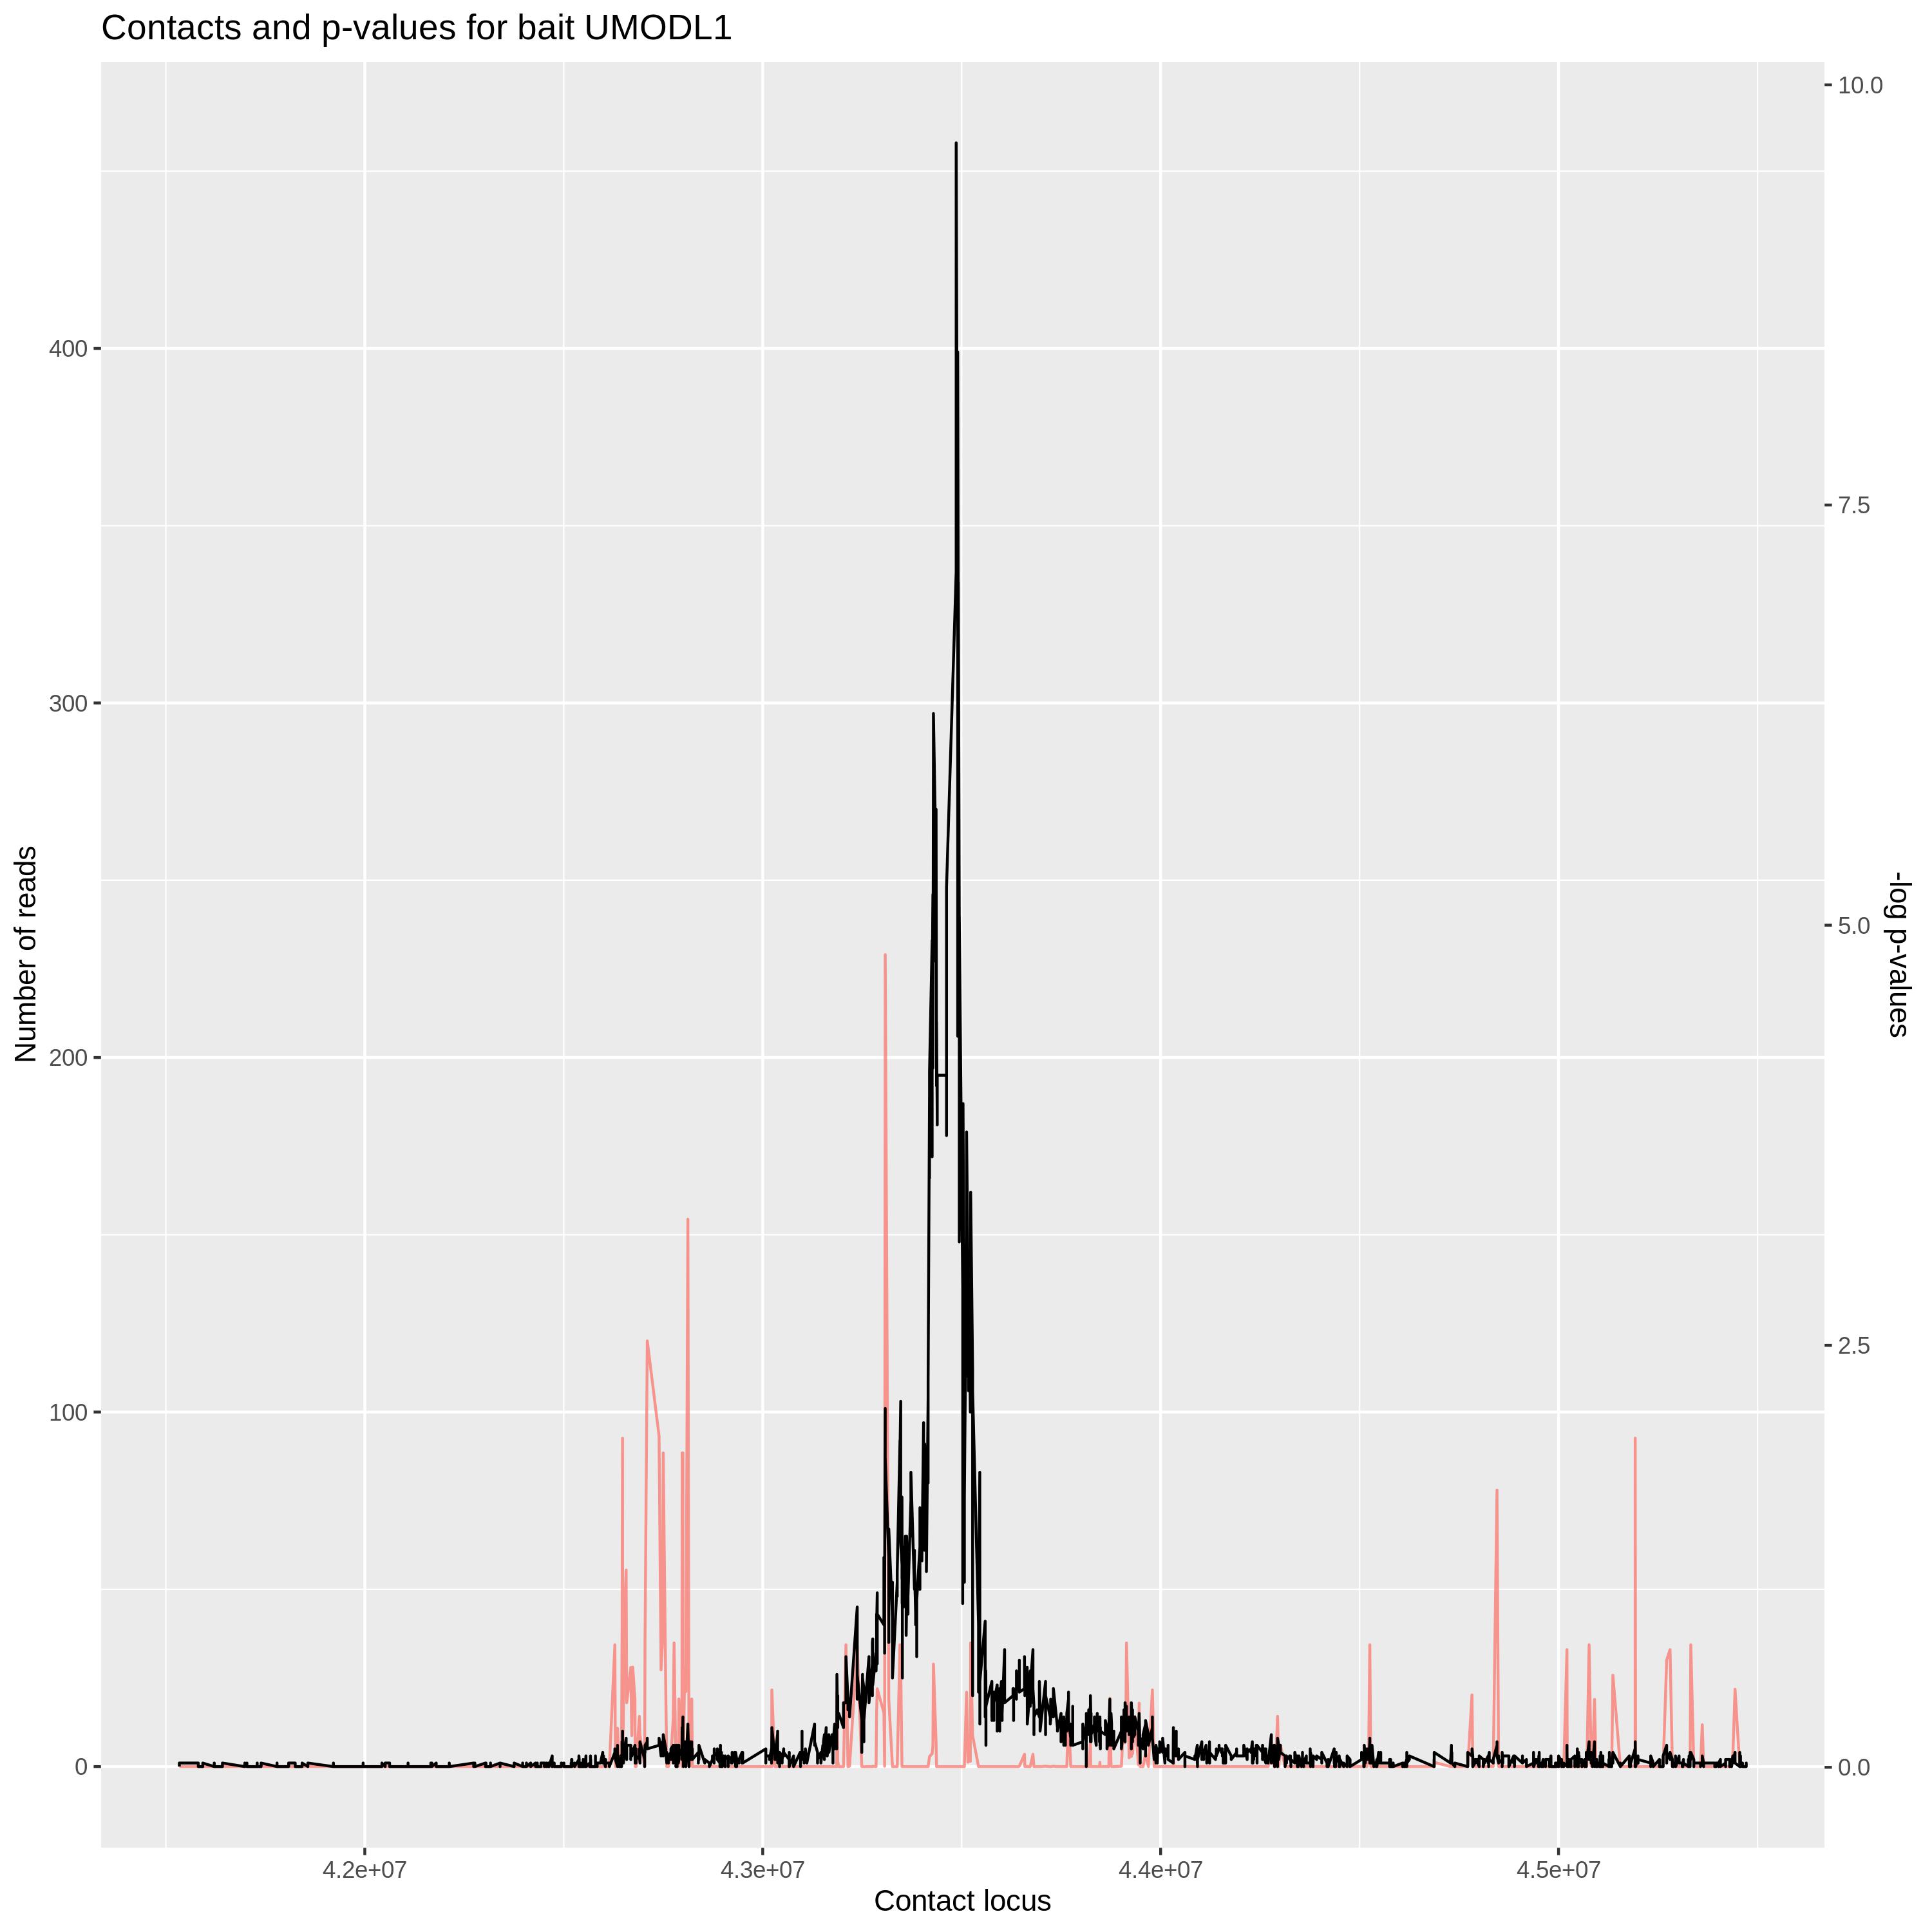 Contacts and p-values for bait UMODL1
10.0
7.5
5.0
2.5
0.0
-log p-values
400
300
200
100
0
Number of reads
4.2e+07
4.3e+07
4.4e+07
4.5e+07
Contact locus